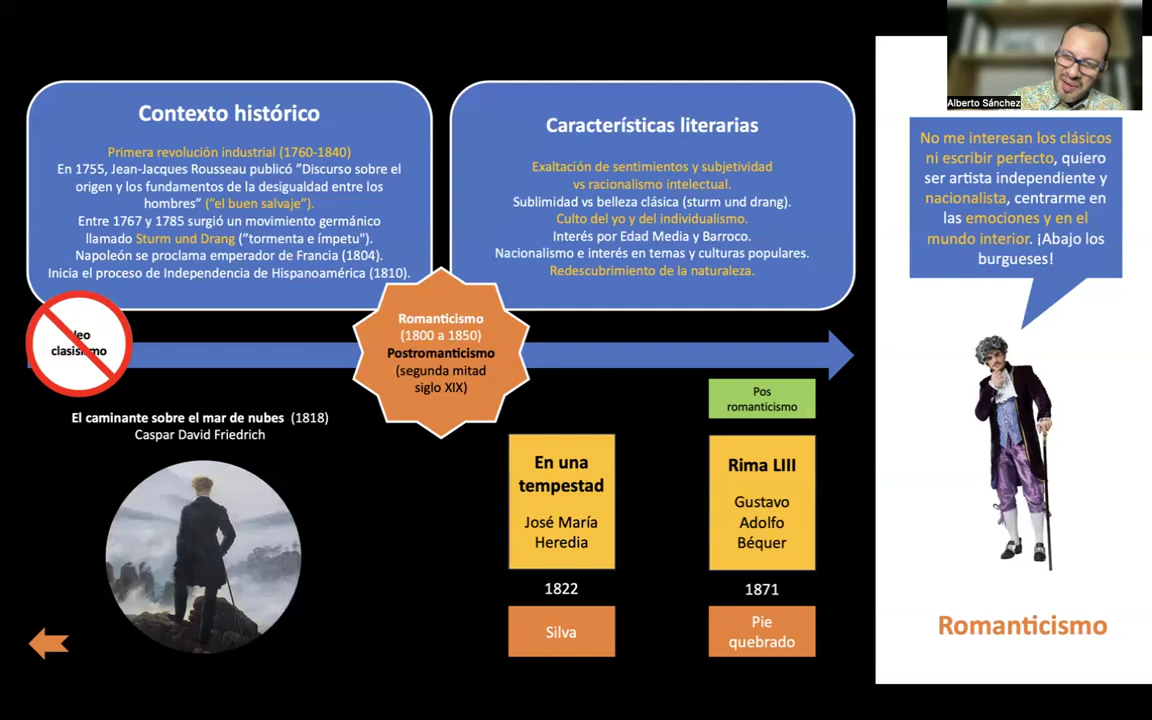 Alberto Sánchez
Contexto histórico
Primera revolución industrial (1760-1840)
En 1755, Jean-Jacques Rousseau publicó "Discurso sobre el
origen y los fundamentos de la desigualdad entre los
hombres" ("el buen salvaje").
Entre 1767 y 1785 surgió un movimiento germánico
llamado Sturm und Drang ("tormenta e ímpetu").
Napoleón se proclama emperador de Francia (1804).
Inicia el proceso de Independencia de Hispanoamérica (1810).
Características literarias
Exaltación de sentimientos y subjetividad
vs racionalismo intelectual.
Sublimidad vs belleza clásica (sturm und drang).
Culto del yo y del individualismo.
Interés por Edad Media y Barroco.
Nacionalismo e interés en temas y culturas populares.
Redescubrimiento de la naturaleza.
No me interesan los clásicos
ni escribir perfecto, quiero
ser artista independiente y
nacionalista, centrarme en
las emociones y en el
mundo interior. ¡Abajo los
burgueses!
Romanticismo
(1800 a 1850)
Postromanticismo
(segunda mitad
siglo XIX)
El caminante sobre el mar de nubes (1818)
Caspar David Friedrich
Pos
romanticismo
En una
tempestad
José María
Heredia
1822
Silva
Rima LIII
Gustavo
Adolfo
Béquer
1871
Pie
quebrado
Romanticismo